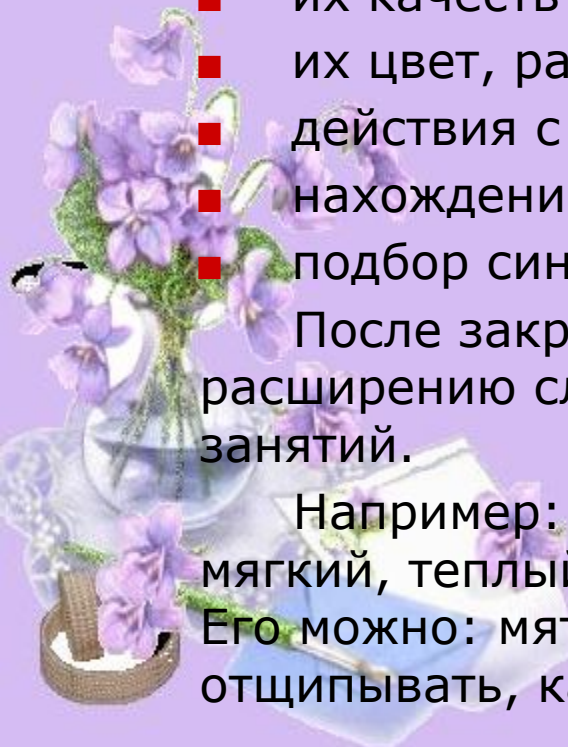 их качеств
их цвет, ра
действия с
нахождени
подбор син
После закр
расширению сл
занятий.
Например:
мягкий, теплый
Его можно: мят
отщипывать, ка